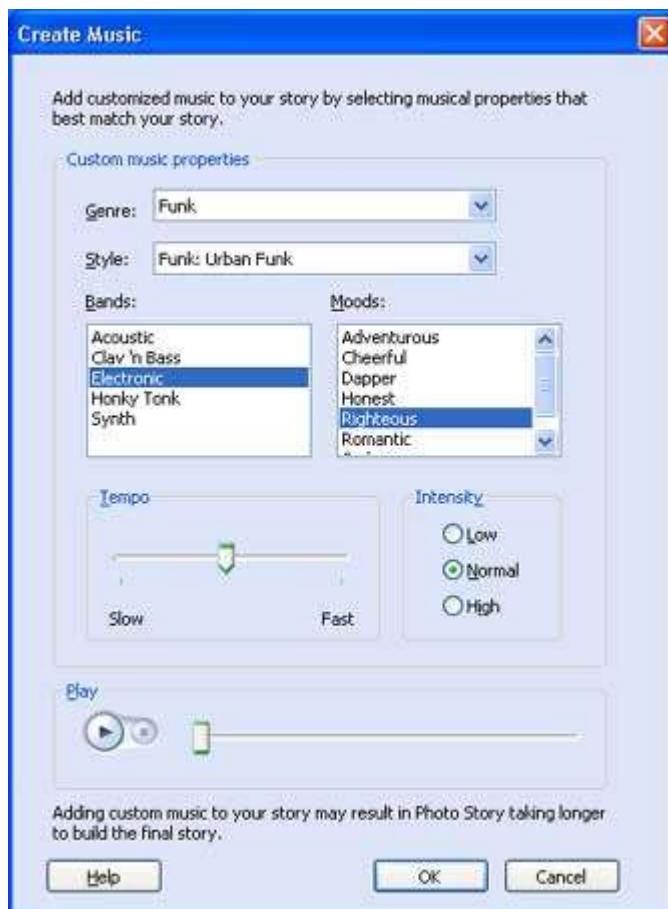 Create Music
Add customized music to your story by selecting musical properties that
best match your story.
Custom music properties
Genre: Funk
Style: Funk: Urban Funk
Bands: Moods:
Acoustic
Clav 'n Bass
Electronic
Honky Tonk
Synth
Adventurous
Cheerful
Dapper
Honest
Righteous
Romantic
Tempo
Slow Fast
Intensity
Low
Normal
High
Play
Adding custom music to your story may result in Photo Story taking longer
to build the final story.
Help OK Cancel